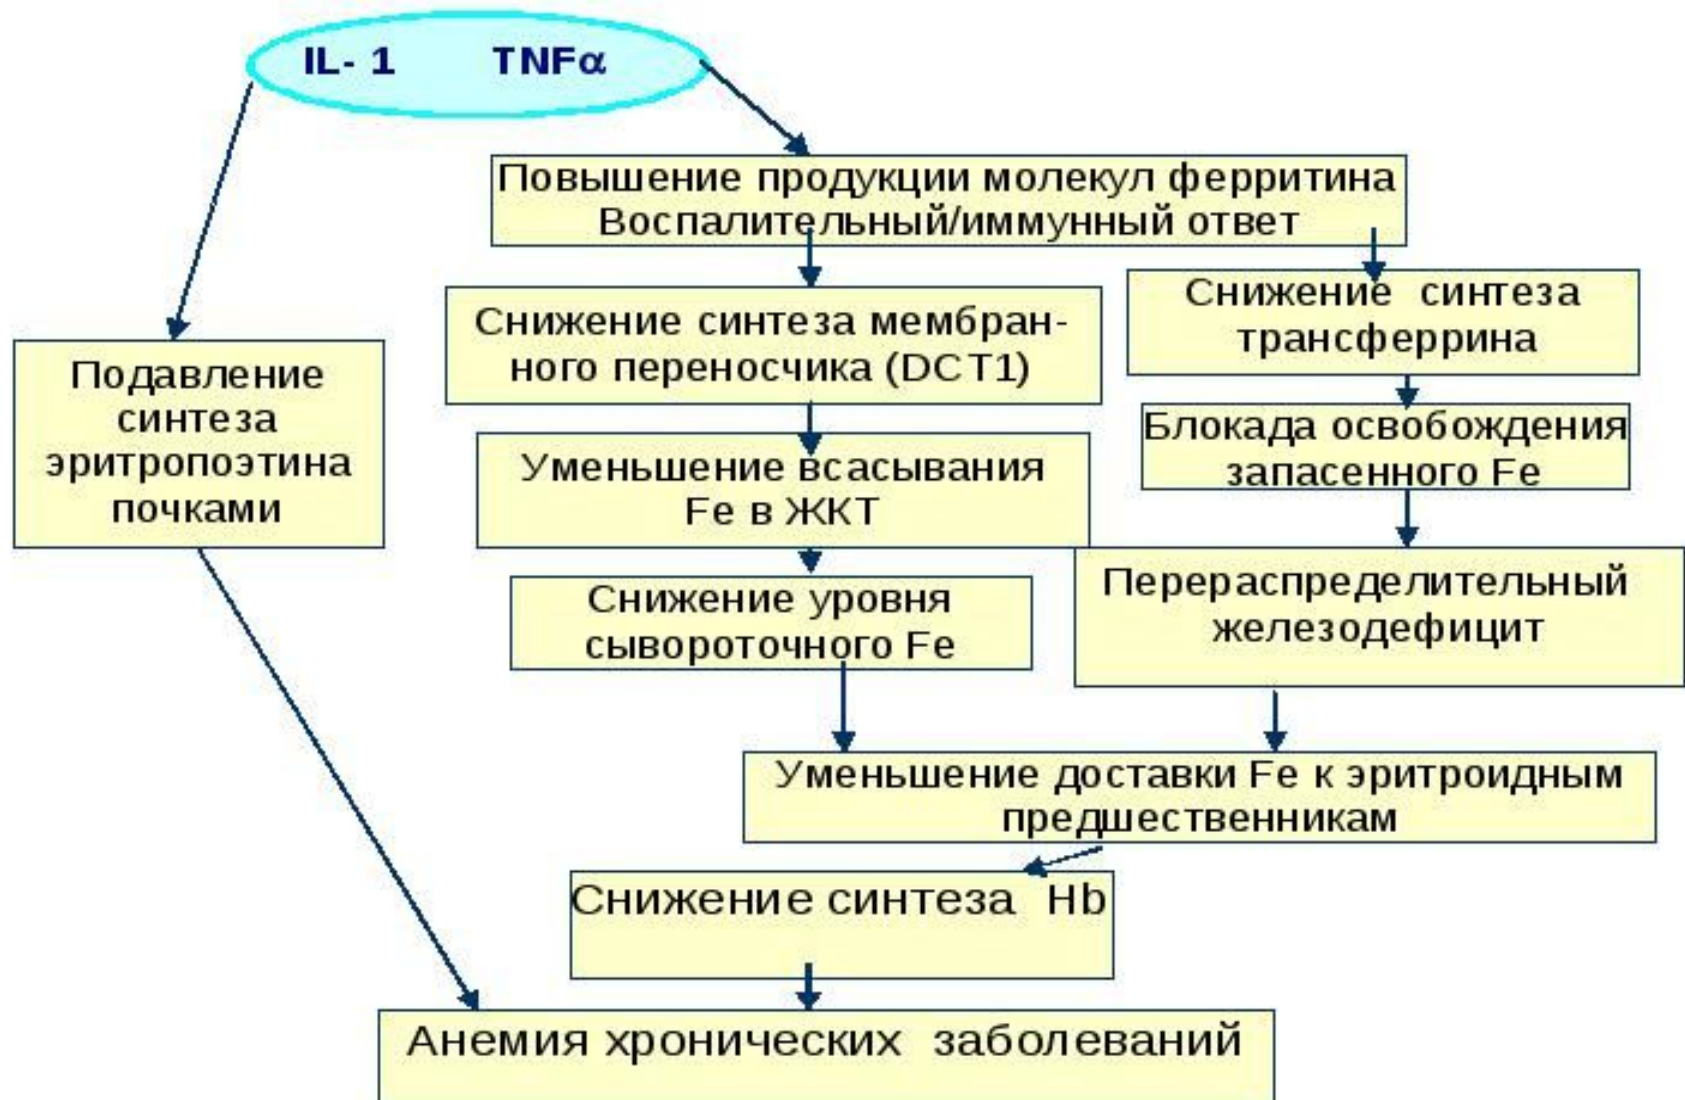 IL- 1 TNFα
Повышение продукции молекул ферритина
Воспалительный/иммунный ответ
Снижение синтеза мембран-
ного переносчика (DCT1)
Снижение синтеза
трансферрина
Подавление
синтеза
эритропоэтина
почками
Блокада освобождения
запасенного Fe
Уменьшение всасывания
Fe в ЖКТ
Перераспределительный
железодефицит
Снижение уровня
сывороточного Fe
Уменьшение доставки Fe к эритроидным
предшественникам
Снижение синтеза Hb
Анемия хронических заболеваний